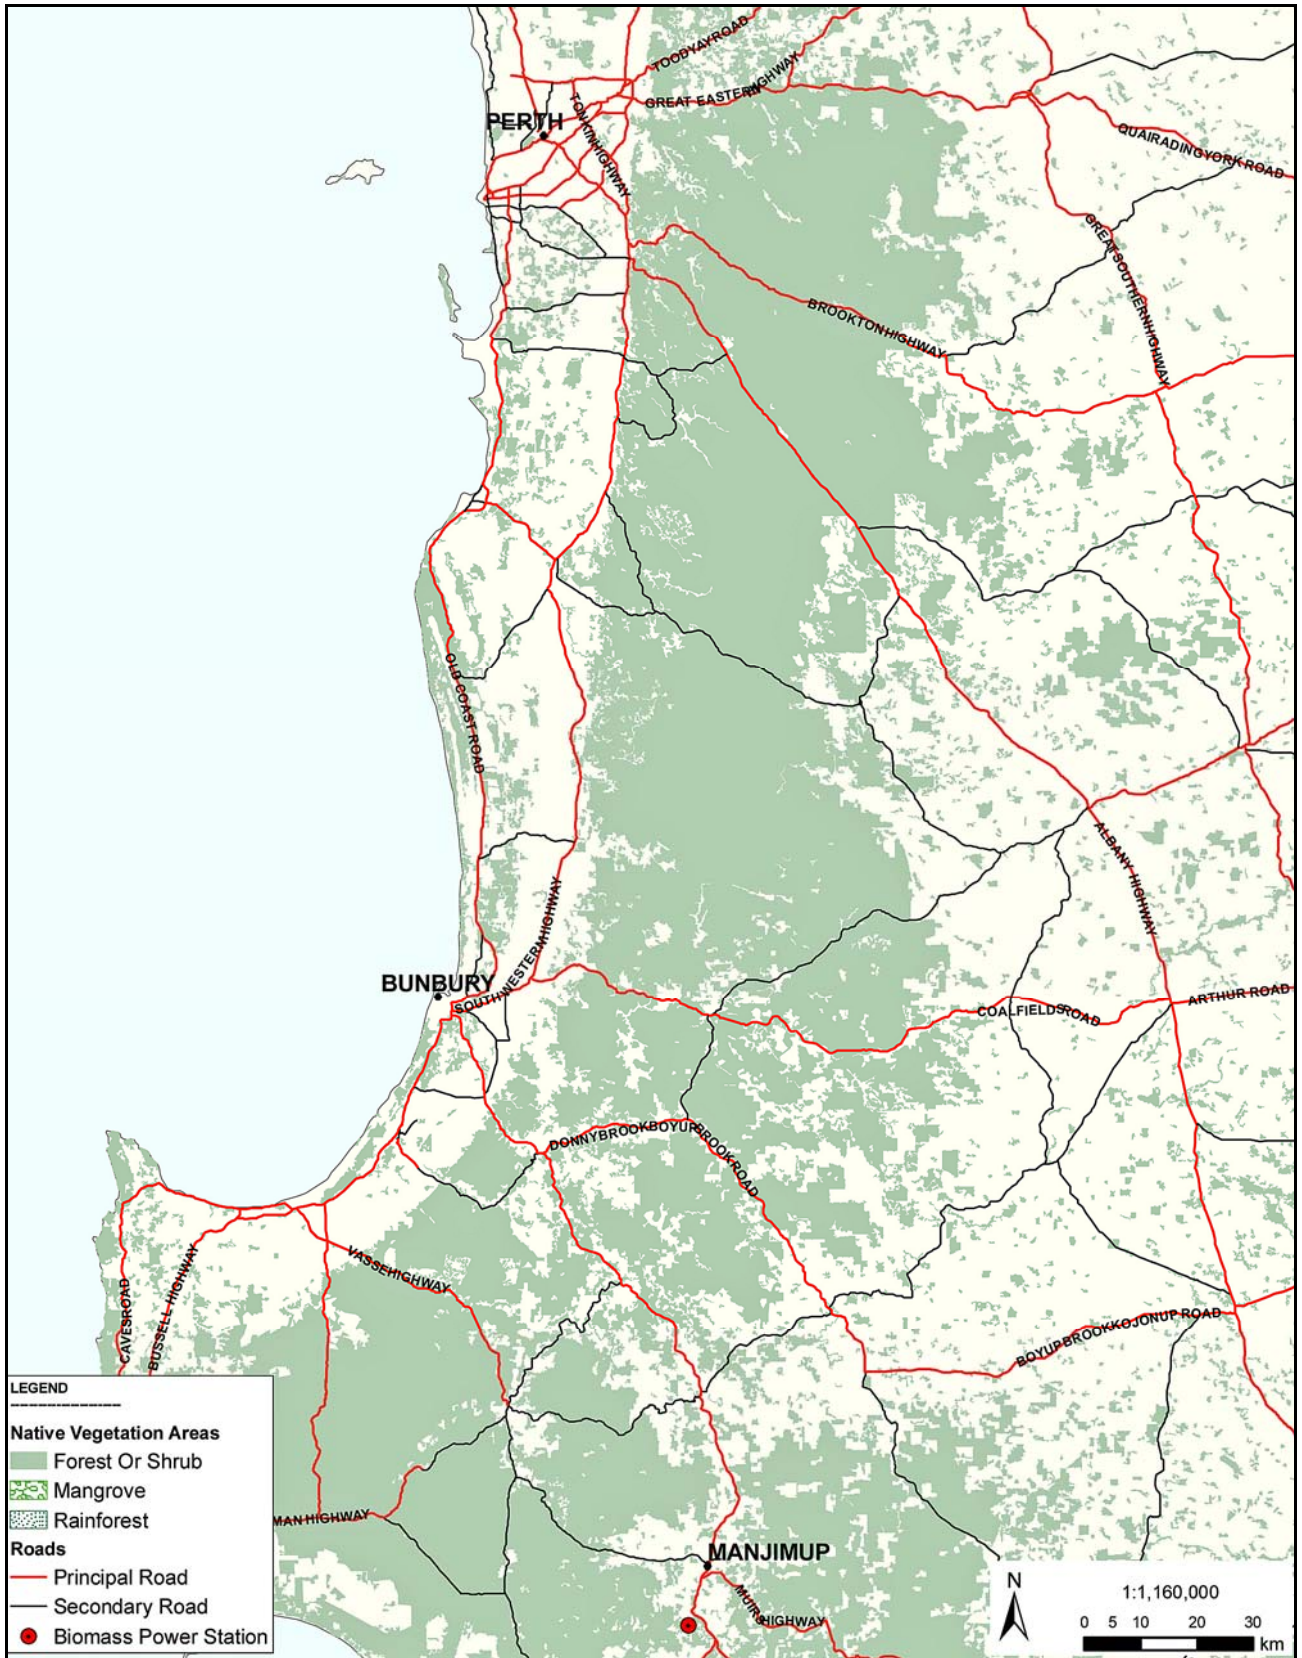 TOODYAY ROAD
GREAT EASTERN HIGHWAY
TONKIN HIGHWAY
PERTH
QUAIRADING YORK ROAD
GREAT SOUTHERN HIGHWAY
BROOKTON HIGHWAY
OLD COAST ROAD
ALBANY HIGHWAY
SOUTH WESTERN HIGHWAY
BUNBURY
COALFIELDS ROAD
ARTHUR ROAD
DONNYBROOK BOYUP BROOK ROAD
VASSE HIGHWAY
CAVES ROAD
BUSSELL HIGHWAY
BOYUP BROOK KOJONUP ROAD
MAN HIGHWAY
MANJIMUP
MUIRS HIGHWAY
LEGEND
--------------------
Native Vegetation Areas
Forest Or Shrub
Mangrove
Rainforest
Roads
Principal Road
Secondary Road
Biomass Power Station
N
1:1,160,000
0 5 10 20 30 km